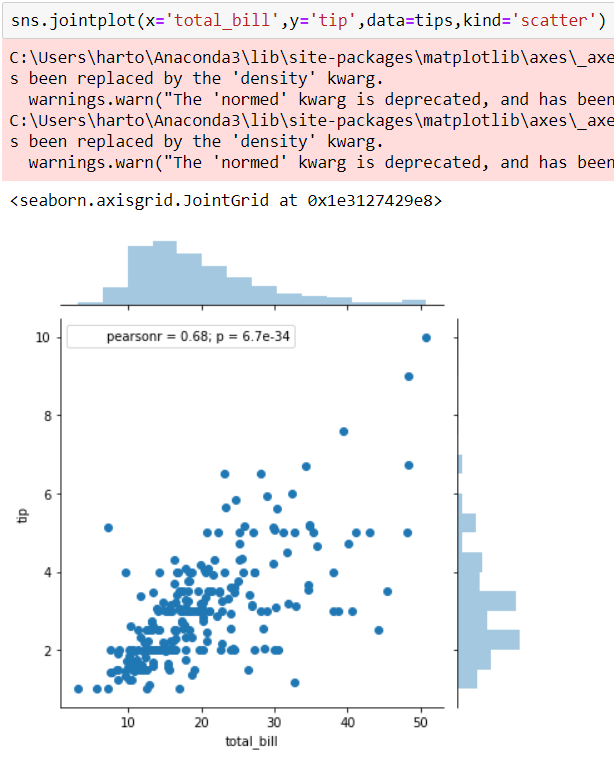 sns.jointplot(x='total_bill',y='tip',data=tips,kind='scatter')
C:\Users\harto\Anaconda3\lib\site-packages\matplotlib\axes\_axe
s been replaced by the 'density' kwarg.
warnings.warn("The 'normed' kwarg is deprecated, and has been
C:\Users\harto\Anaconda3\lib\site-packages\matplotlib\axes\_axe
s been replaced by the 'density' kwarg.
warnings.warn("The 'normed' kwarg is deprecated, and has been
<seaborn.axisgrid.JointGrid at 0x1e3127429e8>
pearsonr = 0.68; p = 6.7e-34
10
8
6
4
2
tip
10 20 30 40 50
total_bill